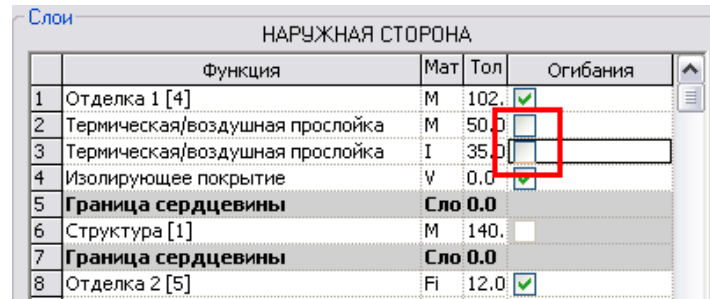 Слои
НАРУЖНАЯ СТОРОНА
Функция Мат Тол Огибания
1 Отделка 1 [4] M 102.
2 Термическая/воздушная прослойка M 50.0
3 Термическая/воздушная прослойка I 35.0
4 Изолирующее покрытие V 0.0
5 Граница сердцевины Сло 0.0
6 Структура [1] M 140.
7 Граница сердцевины Сло 0.0
8 Отделка 2 [5] Fi 12.0